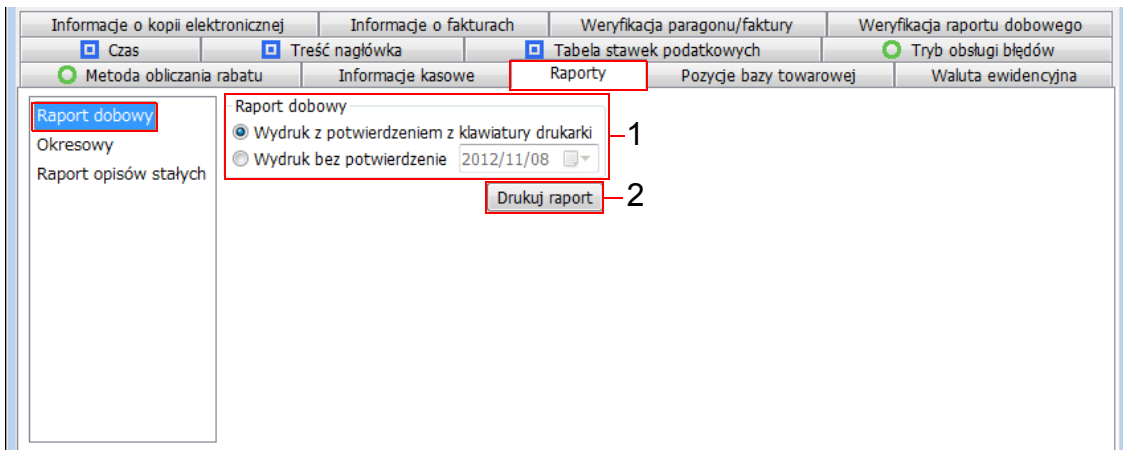 Informacje o kopii elektronicznej Informacje o fakturach Weryfikacja paragonu/faktury Weryfikacja raportu dobowego
Czas Treść nagłówka Tabela stawek podatkowych Tryb obsługi błędów
Metoda obliczania rabatu Informacje kasowe Raporty Pozycje bazy towarowej Waluta ewidencyjna
Raport dobowy
Okresowy
Raport opisów stałych
Raport dobowy
Wydruk z potwierdzeniem z klawiatury drukarki
Wydruk bez potwierdzenie 2012/11/08
1
Drukuj raport
2